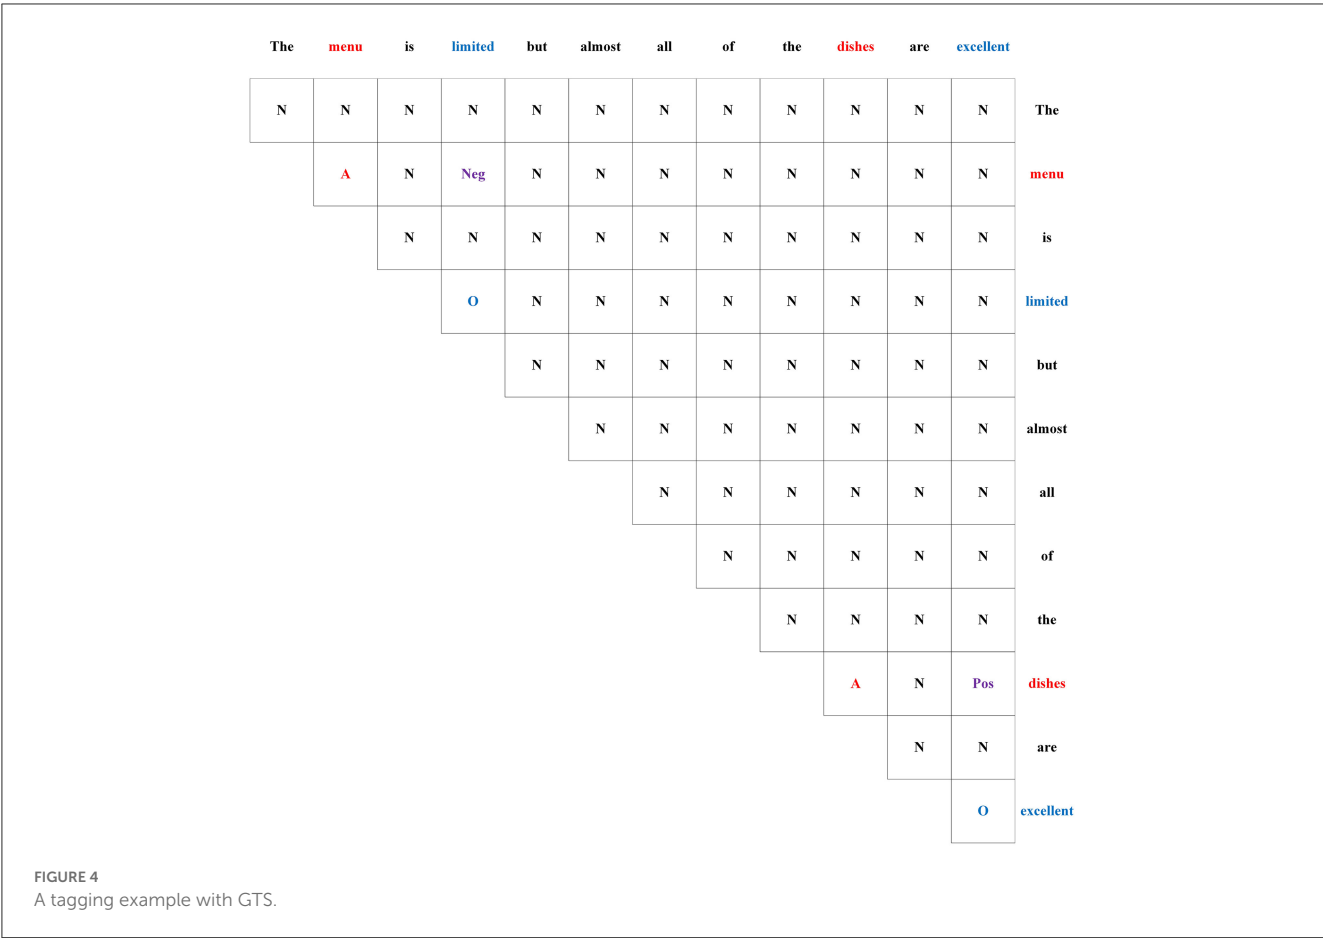 The menu is limited but almost all of the dishes are excellent
N N N N N N N N N N N N The
A N Neg N N N N N N N N menu
N N N N N N N N N N is
O N N N N N N N N limited
N N N N N N N N but
N N N N N N N almost
N N N N N N all
N N N N N of
N N N N the
A N Pos dishes
N N are
O excellent
FIGURE 4
A tagging example with GTS.